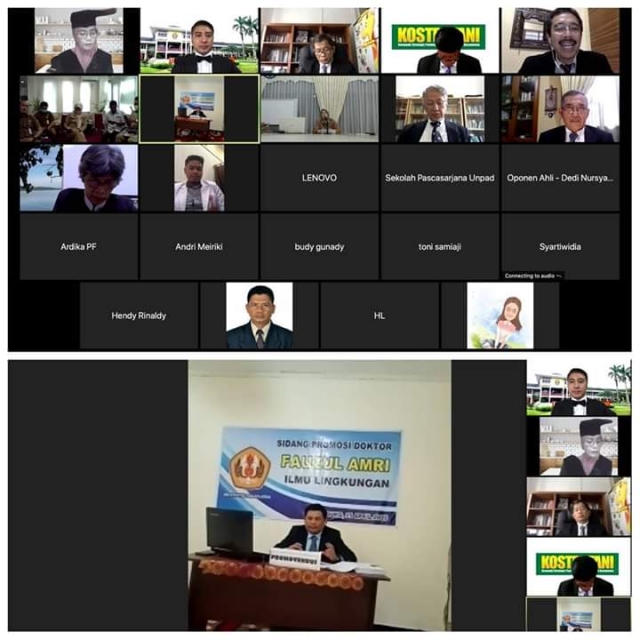 KOSTRATANI
LENOVO
Sekolah Pascasarjana Unpad
Oponen Ahli - Dedi Nursya...
Ardika PF
Andri Meiriki
budy gunady
toni samiaji
Syartiwidia
Connecting to audio
Hendy Rinaldy
HL
SIDANG PROMOSI DOKTOR
FAUZUL AMRI
ILMU LINGKUNGAN
PROMOVENDUS